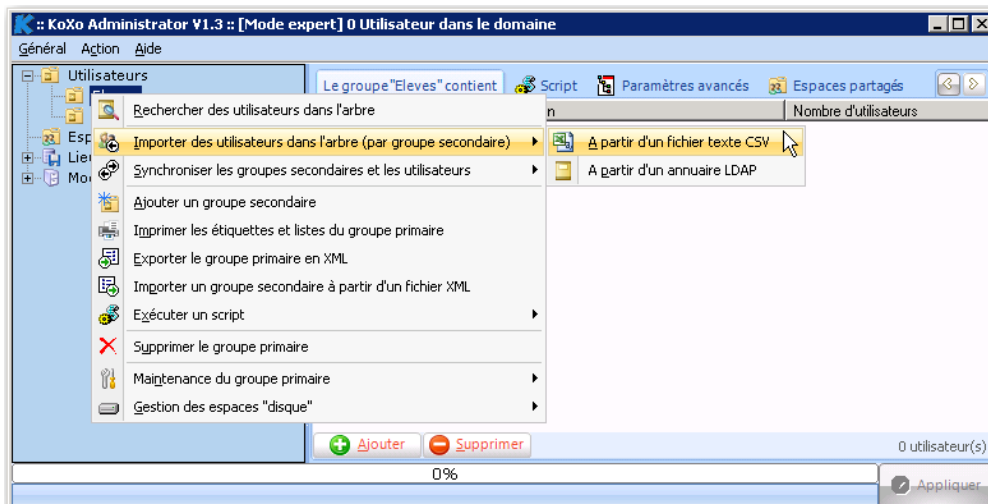 :: KoXo Administrator V1.3 :: [Mode expert] 0 Utilisateur dans le domaine
Général Action Aide
Utilisateurs
Le groupe "Eleves" contient Script Paramètres avancés Espaces partagés
Nombre d'utilisateurs
Rechercher des utilisateurs dans l'arbre
Importer des utilisateurs dans l'arbre (par groupe secondaire)
A partir d'un fichier texte CSV
Synchroniser les groupes secondaires et les utilisateurs
A partir d'un annuaire LDAP
Ajouter un groupe secondaire
Imprimer les étiquettes et listes du groupe primaire
Exporter le groupe primaire en XML
Importer un groupe secondaire à partir d'un fichier XML
Exécuter un script
Supprimer le groupe primaire
Maintenance du groupe primaire
Gestion des espaces "disque"
Ajouter Supprimer
0 utilisateur(s)
0%
Appliquer